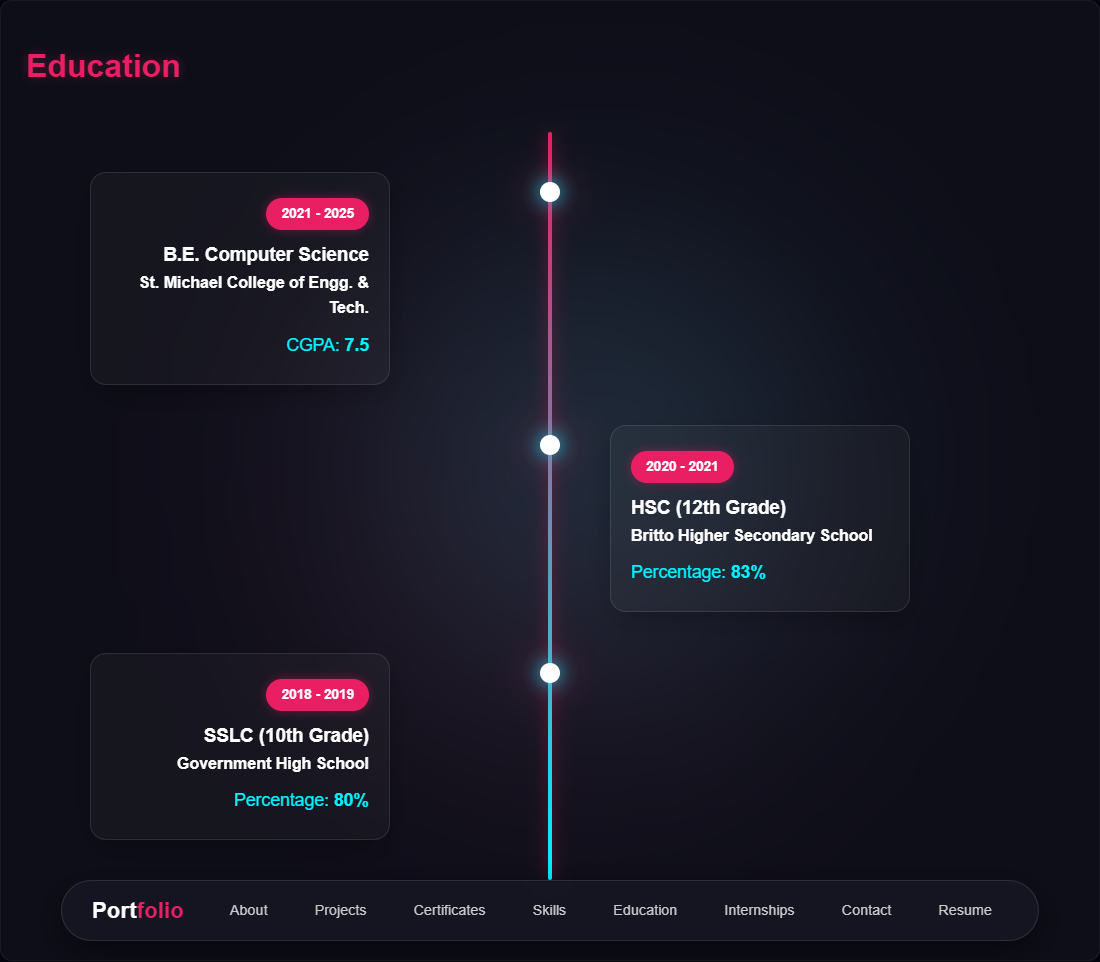 Education
2021 - 2025
B.E. Computer Science
St. Michael College of Engg. &
Tech.
CGPA: 7.5
2020 - 2021
HSC (12th Grade)
Britto Higher Secondary School
Percentage: 83%
2018 - 2019
SSLC (10th Grade)
Government High School
Percentage: 80%
Portfolio About Projects Certificates Skills Education Internships Contact Resume